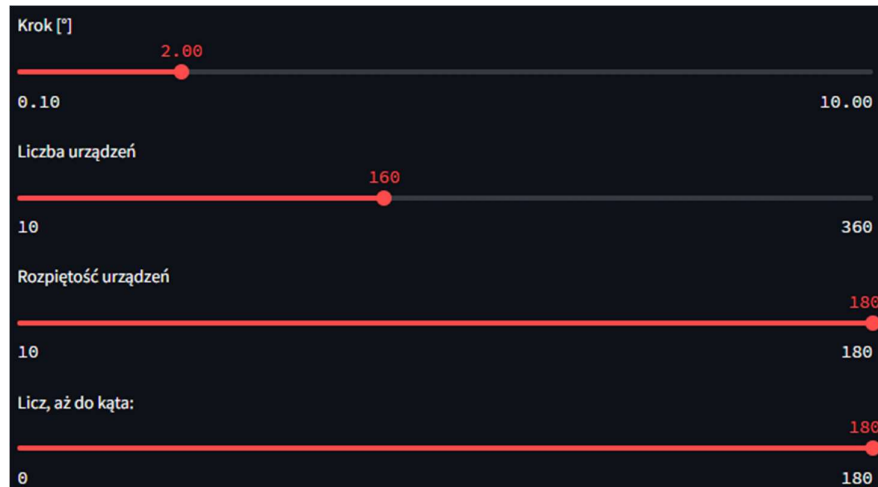 Krok [°]
2.00
0.10 10.00
Liczba urządzeń
160
10 360
Rozpiętość urządzeń
180
10 180
Licz, aż do kąta:
180
0 180